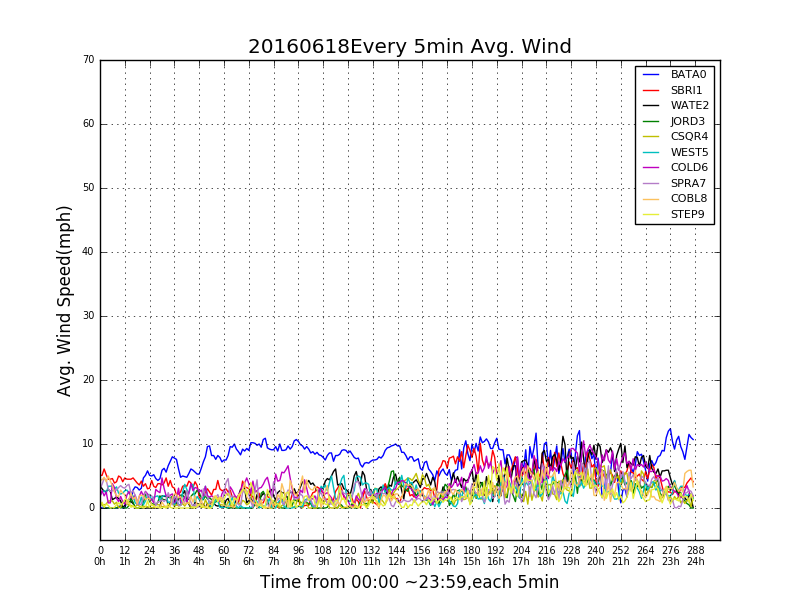 20160618Every 5min Avg. Wind
70
60
50
40
30
20
10
0
Avg. Wind Speed(mph)
BATA0
SBRI1
WATE2
JORD3
CSQR4
WEST5
COLD6
SPRA7
COBL8
STEP9
0 12 24 36 48 60 72 84 96 108 120 132 144 156 168 180 192 204 216 228 240 252 264 276 288
0h 1h 2h 3h 4h 5h 6h 7h 8h 9h 10h 11h 12h 13h 14h 15h 16h 17h 18h 19h 20h 21h 22h 23h 24h
Time from 00:00 ~23:59,each 5min